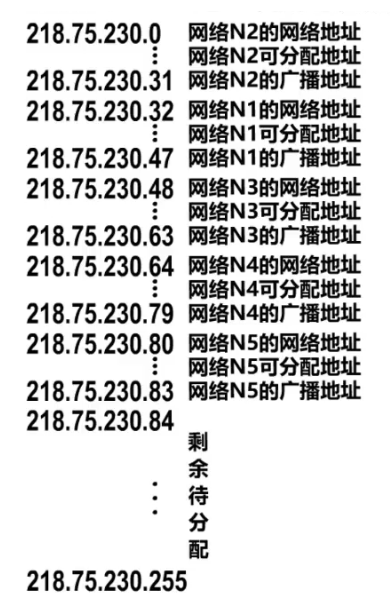 218.75.230.0 网络N2的网络地址
⋮ 网络N2可分配地址
218.75.230.31 网络N2的广播地址
218.75.230.32 网络N1的网络地址
⋮ 网络N1可分配地址
218.75.230.47 网络N1的广播地址
218.75.230.48 网络N3的网络地址
⋮ 网络N3可分配地址
218.75.230.63 网络N3的广播地址
218.75.230.64 网络N4的网络地址
⋮ 网络N4可分配地址
218.75.230.79 网络N4的广播地址
218.75.230.80 网络N5的网络地址
⋮ 网络N5可分配地址
218.75.230.83 网络N5的广播地址
218.75.230.84
⋮ 剩余待分配
218.75.230.255